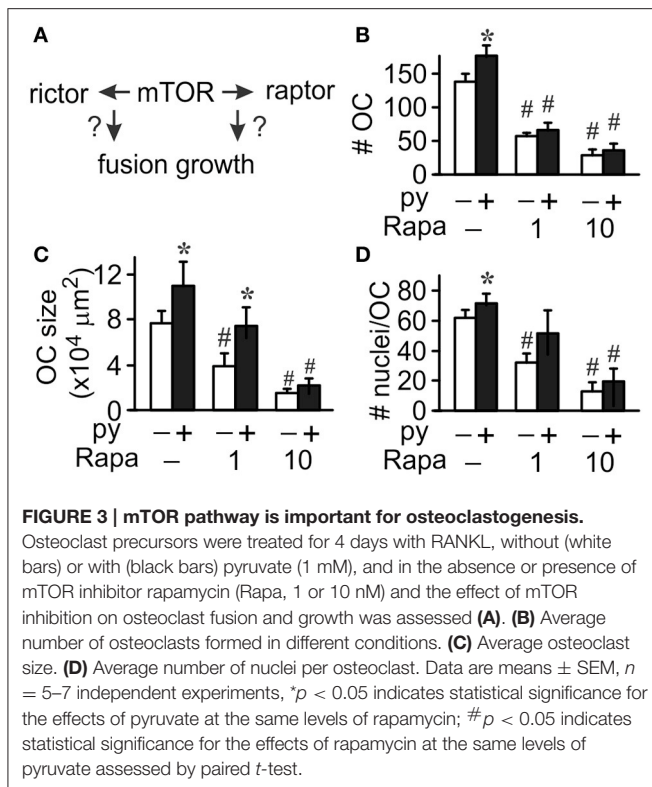 A
rictor ← mTOR → raptor
? ?
fusion growth
B
# OC
150
100
50
0
*
# #
# #
py − + − + − +
Rapa − 1 10
C
OC size
(x10⁴ µm²)
12
8
4
0
*
# *
# #
py − + − + − +
Rapa − 1 10
D
# nuclei/OC
80
60
40
20
0
*
#
# #
py − + − + − +
Rapa − 1 10
FIGURE 3 | mTOR pathway is important for osteoclastogenesis.
Osteoclast precursors were treated for 4 days with RANKL, without (white
bars) or with (black bars) pyruvate (1 mM), and in the absence or presence of
mTOR inhibitor rapamycin (Rapa, 1 or 10 nM) and the effect of mTOR
inhibition on osteoclast fusion and growth was assessed (A). (B) Average
number of osteoclasts formed in different conditions. (C) Average osteoclast
size. (D) Average number of nuclei per osteoclast. Data are means ± SEM, n
= 5–7 independent experiments, *p < 0.05 indicates statistical significance for
the effects of pyruvate at the same levels of rapamycin; #p < 0.05 indicates
statistical significance for the effects of rapamycin at the same levels of
pyruvate assessed by paired t-test.